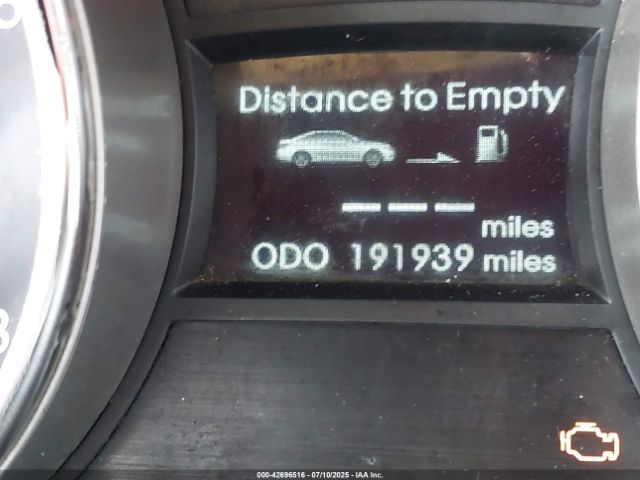 Distance to Empty
--- miles
ODO 191939 miles
000-42696516 - 07/10/2025 - IAA Inc.